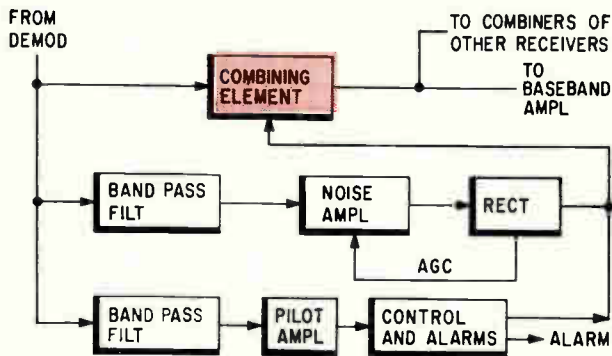 FROM
DEMOD
TO COMBINERS OF
OTHER RECEIVERS
COMBINING
ELEMENT
TO
BASEBAND
AMPL
BAND PASS
FILT
NOISE
AMPL
RECT
AGC
BAND PASS
FILT
PILOT
AMPL
CONTROL
AND ALARMS
ALARM